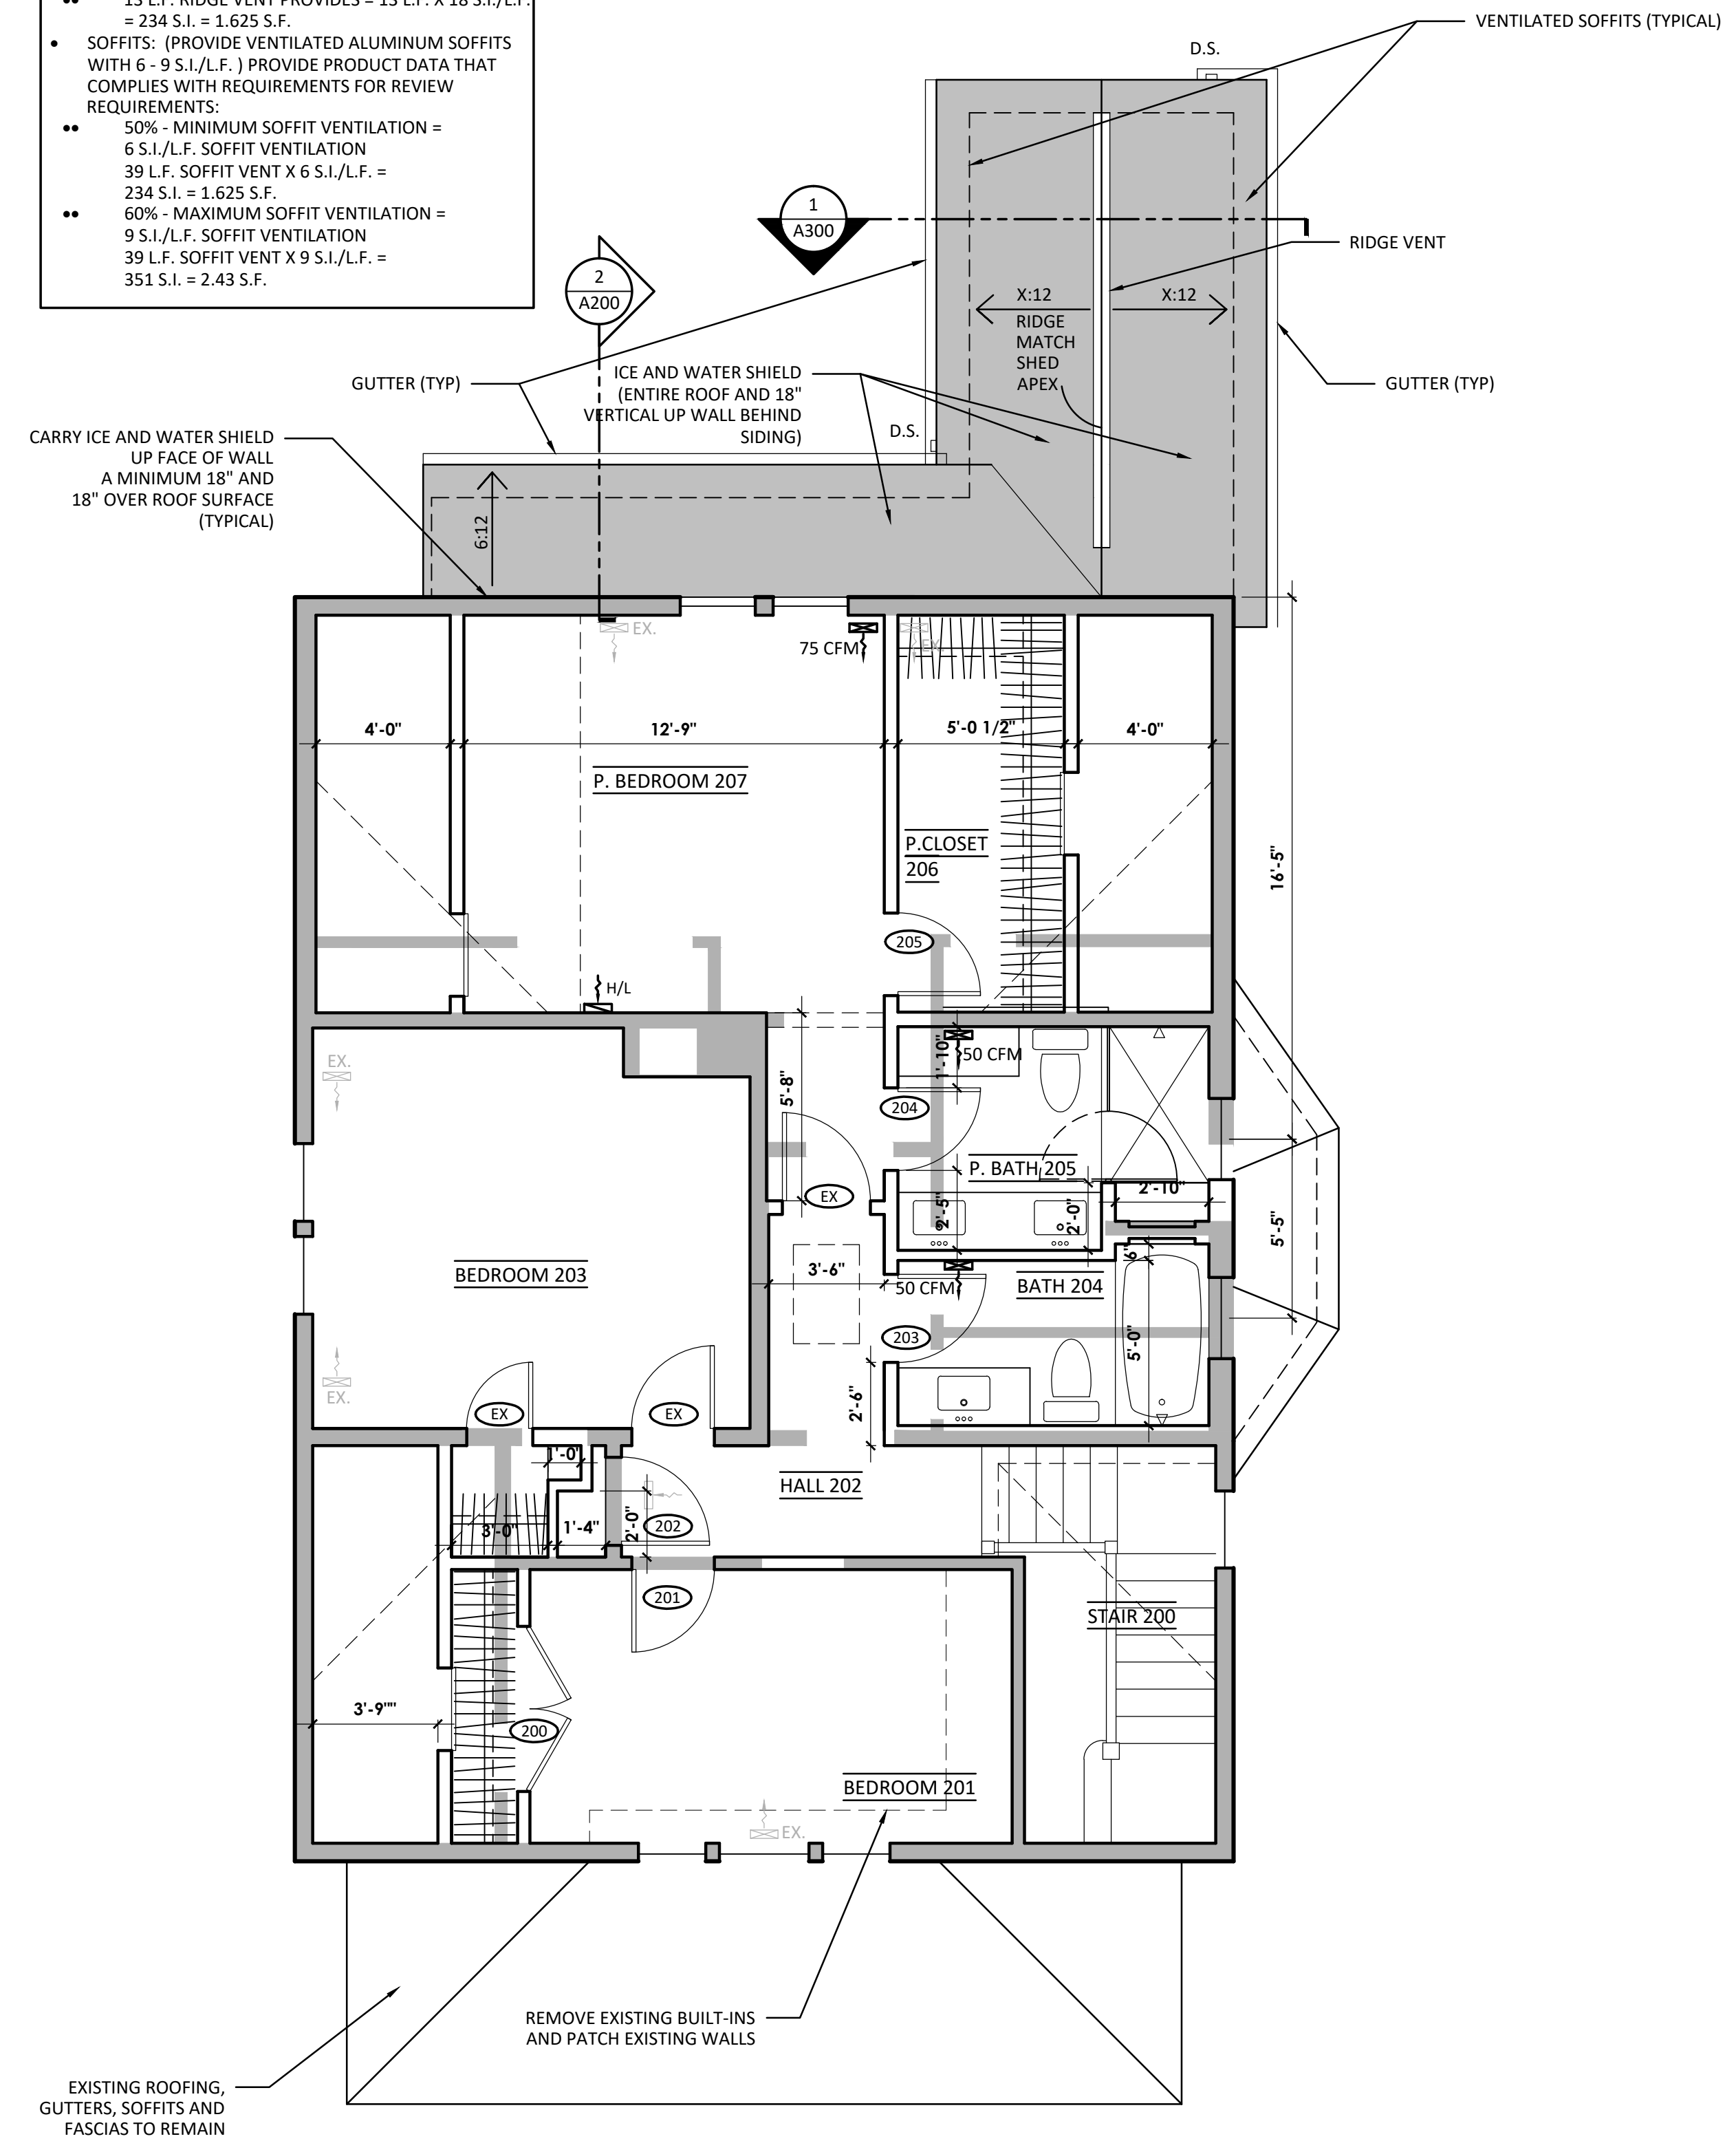 •• 13 L.F. RIDGE VENT PROVIDES = 13 L.F. X 18 S.I./L.F.
= 234 S.I. = 1.625 S.F.
• SOFFITS: (PROVIDE VENTILATED ALUMINUM SOFFITS
WITH 6 - 9 S.I./L.F. ) PROVIDE PRODUCT DATA THAT
COMPLIES WITH REQUIREMENTS FOR REVIEW
REQUIREMENTS:
•• 50% - MINIMUM SOFFIT VENTILATION =
6 S.I./L.F. SOFFIT VENTILATION
39 L.F. SOFFIT VENT X 6 S.I./L.F. =
234 S.I. = 1.625 S.F.
•• 60% - MAXIMUM SOFFIT VENTILATION =
9 S.I./L.F. SOFFIT VENTILATION
39 L.F. SOFFIT VENT X 9 S.I./L.F. =
351 S.I. = 2.43 S.F.
VENTILATED SOFFITS (TYPICAL)
D.S.
1
A300
RIDGE VENT
2
A200
X:12
X:12
RIDGE
MATCH
SHED
APEX
GUTTER (TYP)
ICE AND WATER SHIELD
(ENTIRE ROOF AND 18"
VERTICAL UP WALL BEHIND
SIDING)
GUTTER (TYP)
D.S.
CARRY ICE AND WATER SHIELD
UP FACE OF WALL
A MINIMUM 18" AND
18" OVER ROOF SURFACE
(TYPICAL)
6:12
EX.
75 CFM
EX.
4'-0"
12'-9"
5'-0 1/2"
4'-0"
P. BEDROOM 207
P.CLOSET
206
16'-5"
205
H/L
EX.
1'-10"
50 CFM
5'-8"
204
P. BATH 205
EX
2'-5"
2'-0"
2'-10"
5'-5"
6"
BEDROOM 203
3'-6"
50 CFM
BATH 204
203
5'-0"
EX.
2'-6"
EX
EX
1'-0"
HALL 202
3'-0"
1'-4"
2'-0"
202
201
STAIR 200
3'-9""
200
BEDROOM 201
EX.
REMOVE EXISTING BUILT-INS
AND PATCH EXISTING WALLS
EXISTING ROOFING,
GUTTERS, SOFFITS AND
FASCIAS TO REMAIN